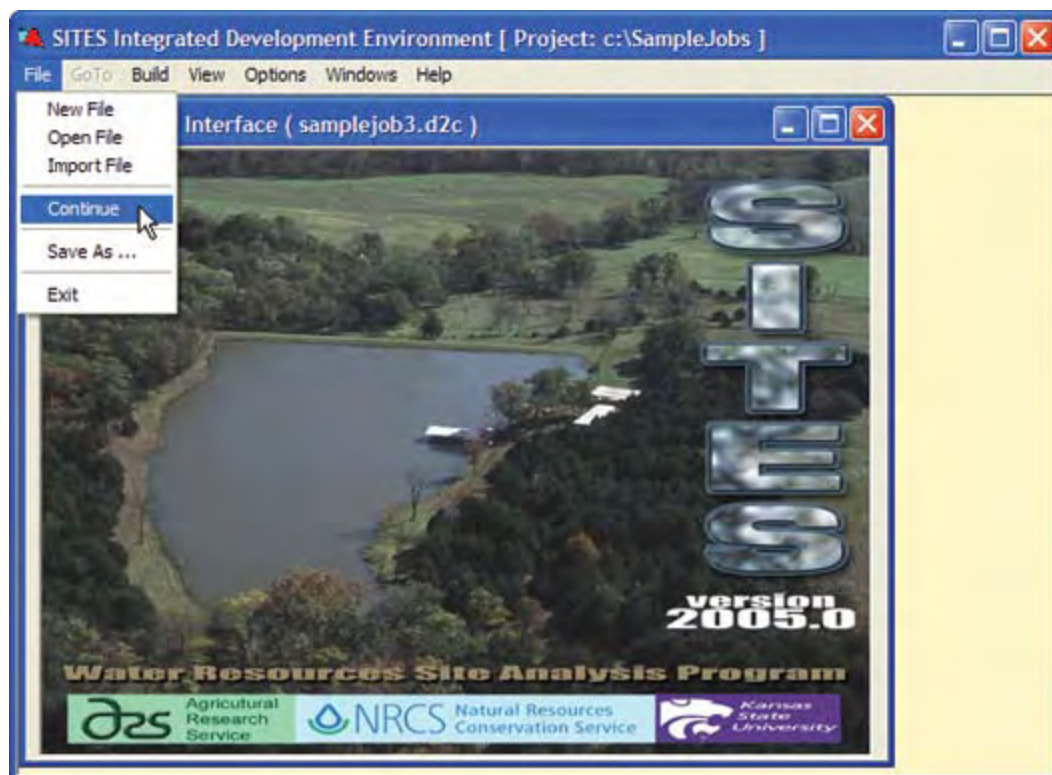 SITES Integrated Development Environment [ Project: c:\SampleJobs ]
File GoTo Build View Options Windows Help
New File
Open File
Import File
Continue
Save As ...
Exit
Interface ( samplejob3.d2c )
SITES
version
2005.0
Water Resources Site Analysis Program
ars Agricutural
Research
Service
NRCS Natural Resources
Conservation Service
Kansas
State
University